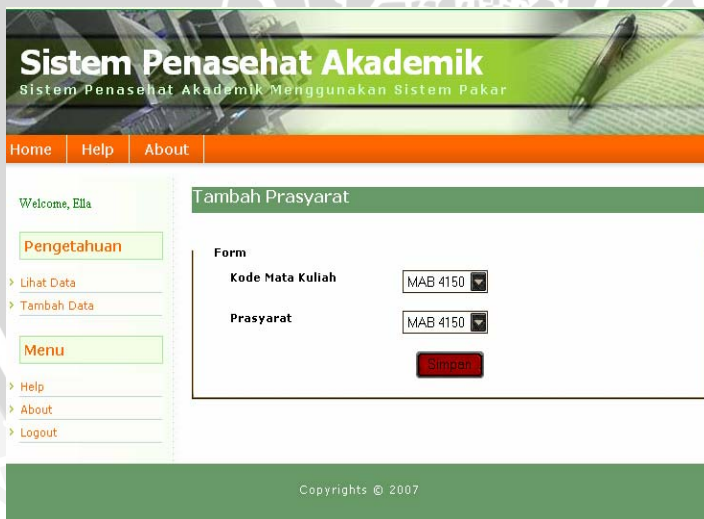 Sistem Penasehat Akademik
Sistem Penasehat Akademik Menggunakan Sistem Pakar
Home Help About
Welcome, Ella
Pengetahuan
Lihat Data
Tambah Data
Menu
Help
About
Logout
Tambah Prasyarat
Form
Kode Mata Kuliah MAB 4150
Prasyarat MAB 4150
Simpan
Copyrights © 2007